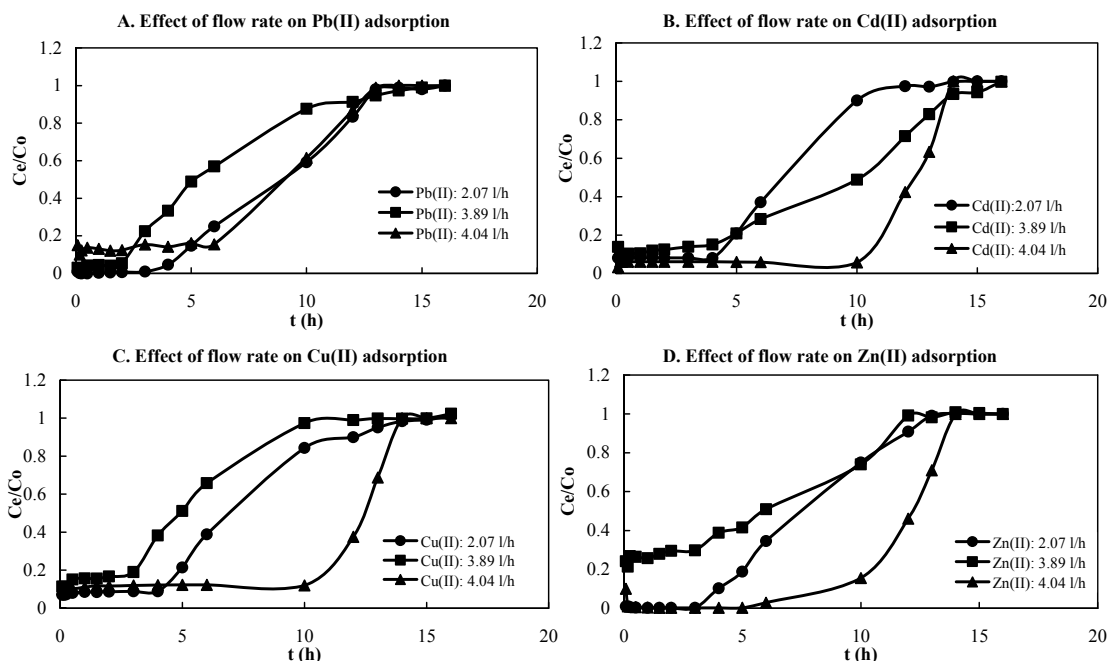 A. Effect of flow rate on Pb(II) adsorption
1.2
1
0.8
0.6
0.4
0.2
0
Ce/Co
Pb(II): 2.07 l/h
Pb(II): 3.89 l/h
Pb(II): 4.04 l/h
0 5 10 15 20
t (h)
B. Effect of flow rate on Cd(II) adsorption
1.2
1
0.8
0.6
0.4
0.2
0
Ce/Co
Cd(II):2.07 l/h
Cd(II): 3.89 l/h
Cd(II): 4.04 l/h
0 5 10 15 20
t (h)
C. Effect of flow rate on Cu(II) adsorption
1.2
1
0.8
0.6
0.4
0.2
0
Ce/Co
Cu(II): 2.07 l/h
Cu(II): 3.89 l/h
Cu(II): 4.04 l/h
0 5 10 15 20
t (h)
D. Effect of flow rate on Zn(II) adsorption
1.2
1
0.8
0.6
0.4
0.2
0
Ce/Co
Zn(II): 2.07 l/h
Zn(II): 3.89 l/h
Zn(II): 4.04 l/h
0 5 10 15 20
t (h)